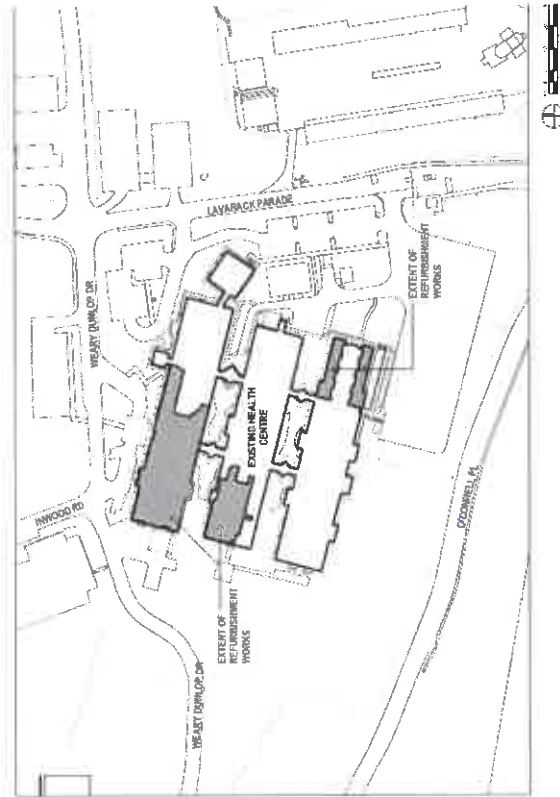 LAVARACK PARADE
WEARY DUNLOP DR
EXTENT OF
REFURBISHMENT
WORKS
EXISTING HEALTH
CENTRE
INWOOD RD
O'CONNELL PL
EXTENT OF
REFURBISHMENT
WORKS
WEARY DUNLOP DR